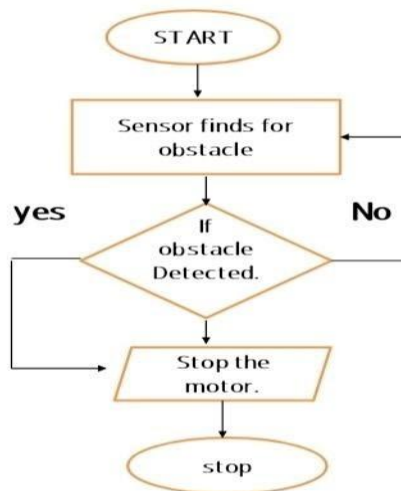 START
Sensor finds for
obstacle
yes
No
If
obstacle
Detected.
Stop the
motor.
stop